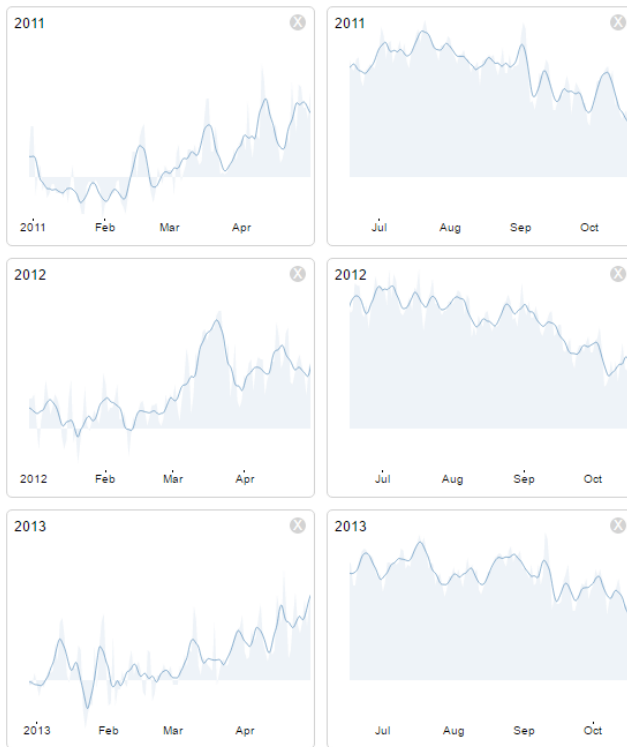 2011 X
2011 Feb Mar Apr
2011 X
Jul Aug Sep Oct
2012 X
2012 Feb Mar Apr
2012 X
Jul Aug Sep Oct
2013 X
2013 Feb Mar Apr
2013 X
Jul Aug Sep Oct